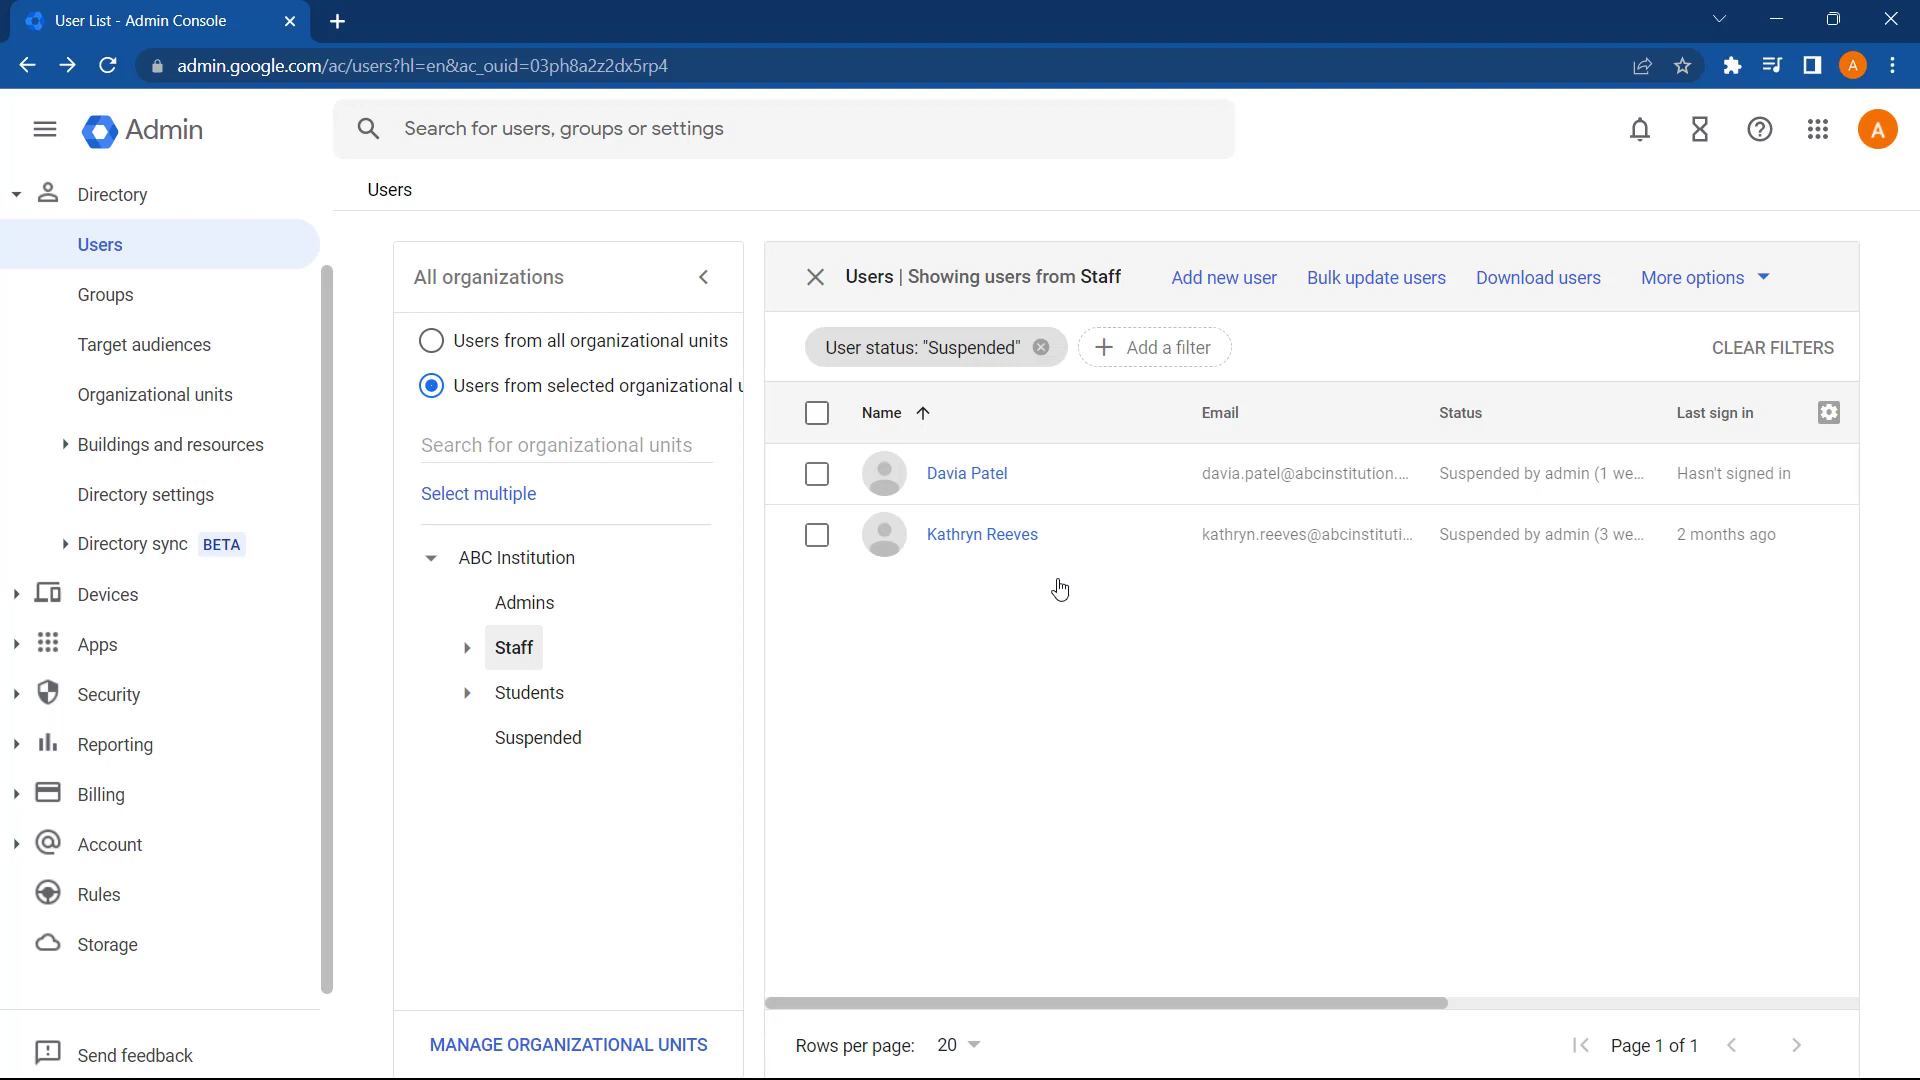 User List - Admin Console
admin.google.com/ac/users?hl=en&ac_ouid=03ph8a2z2dx5rp4
A
Admin
Search for users, groups or settings
A
Directory
Users
Groups
Target audiences
Organizational units
Buildings and resources
Directory settings
Directory sync BETA
Devices
Apps
Security
Reporting
Billing
Account
Rules
Storage
Send feedback
Users
All organizations
Users from all organizational units
Users from selected organizational u
Search for organizational units
Select multiple
ABC Institution
Admins
Staff
Students
Suspended
MANAGE ORGANIZATIONAL UNITS
Users | Showing users from Staff
Add new user
Bulk update users
Download users
More options
User status: "Suspended"
Add a filter
CLEAR FILTERS
Name Email Status Last sign in
Davia Patel davia.patel@abcinstitution.... Suspended by admin (1 we... Hasn't signed in
Kathryn Reeves kathryn.reeves@abcinstituti... Suspended by admin (3 we... 2 months ago
Rows per page: 20
Page 1 of 1